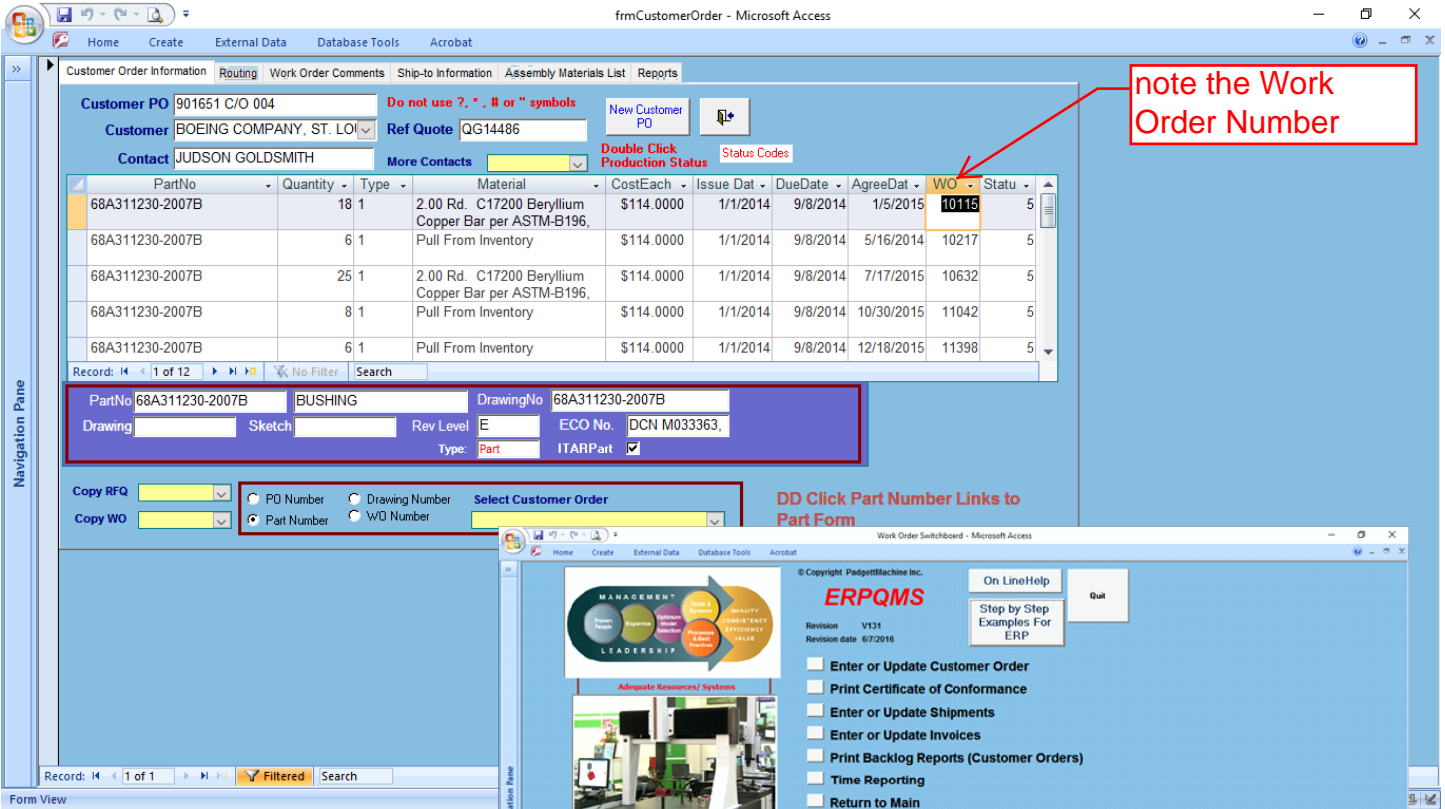 frmCustomerOrder - Microsoft Access
Home Create External Data Database Tools Acrobat
Customer Order Information Routing Work Order Comments Ship-to Information Assembly Materials List Reports
note the Work
Order Number
Customer PO 901651 C/O 004 Do not use ?, * , # or " symbols
New Customer
PO
Customer BOEING COMPANY, ST. LOI Ref Quote QG14486
Contact JUDSON GOLDSMITH More Contacts
Double Click
Production Status
Status Codes
PartNo Quantity Type Material CostEach Issue Dat DueDate AgreeDat WO Statu
68A311230-2007B 18 1 2.00 Rd. C17200 Beryllium $114.0000 1/1/2014 9/8/2014 1/5/2015 10115 5
Copper Bar per ASTM-B196,
68A311230-2007B 6 1 Pull From Inventory $114.0000 1/1/2014 9/8/2014 5/16/2014 10217 5
68A311230-2007B 25 1 2.00 Rd. C17200 Beryllium $114.0000 1/1/2014 9/8/2014 7/17/2015 10632 5
Copper Bar per ASTM-B196,
68A311230-2007B 8 1 Pull From Inventory $114.0000 1/1/2014 9/8/2014 10/30/2015 11042 5
68A311230-2007B 6 1 Pull From Inventory $114.0000 1/1/2014 9/8/2014 12/18/2015 11398 5
Record: 1 of 12 No Filter Search
PartNo 68A311230-2007B BUSHING DrawingNo 68A311230-2007B
Drawing Sketch Rev Level E ECO No. DCN M033363,
Type: Part ITARPart
Navigation Pane
Copy RFQ
Copy WO
PO Number Drawing Number Select Customer Order
Part Number WO Number
DD Click Part Number Links to
Part Form
Work Order Switchboard - Microsoft Access
Home Create External Data Database Tools Acrobat
© Copyright PadgettMachine Inc.
ERPQMS
Revision V131
Revision date 6/7/2016
On LineHelp
Quit
Step by Step
Examples For
ERP
MANAGEMENT
Proven
People
Expertise
Optimum
Model
Selection
Tools &
Systems
Processes
& Best
Practices
QUALITY
CONSISTENCY
EFFICIENCY
VALUE
LEADERSHIP
Adequate Resources/ Systems
Enter or Update Customer Order
Print Certificate of Conformance
Enter or Update Shipments
Enter or Update Invoices
Print Backlog Reports (Customer Orders)
Time Reporting
Return to Main
Record: 1 of 1 Filtered Search
Form View